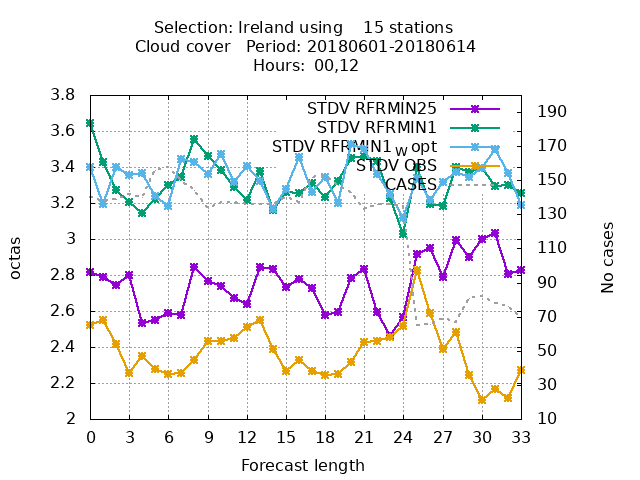 Selection: Ireland using 15 stations
Cloud cover Period: 20180601-20180614
Hours: 00,12
STDV RFRMIN25
STDV RFRMIN1
STDV RFRMIN1_w opt
STDV OBS
CASES
octas
No cases
3.8
3.6
3.4
3.2
3
2.8
2.6
2.4
2.2
2
190
170
150
130
110
90
70
50
30
10
0 3 6 9 12 15 18 21 24 27 30 33
Forecast length